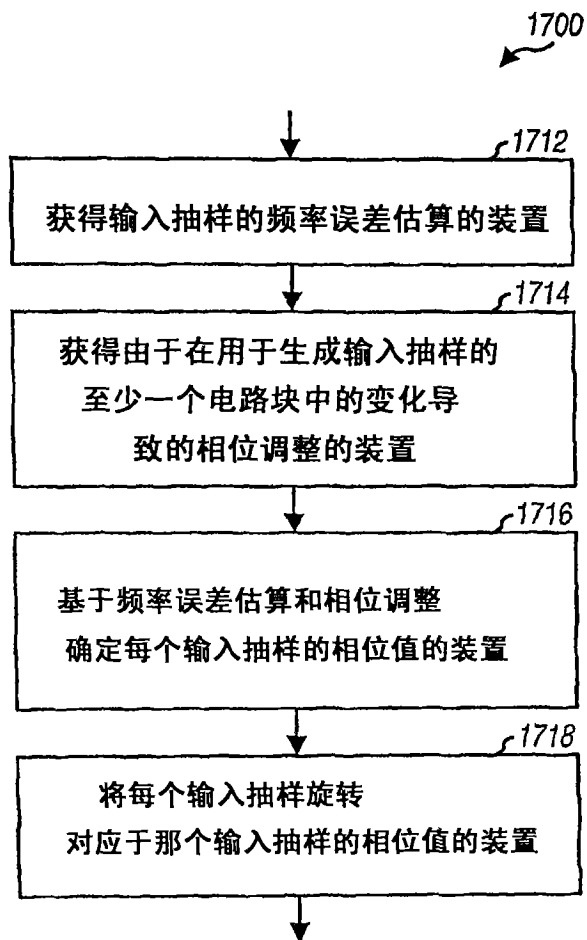 1700
1712
获得输入抽样的频率误差估算的装置
1714
获得由于在用于生成输入抽样的
至少一个电路块中的变化导
致的相位调整的装置
1716
基于频率误差估算和相位调整
确定每个输入抽样的相位值的装置
1718
将每个输入抽样旋转
对应于那个输入抽样的相位值的装置